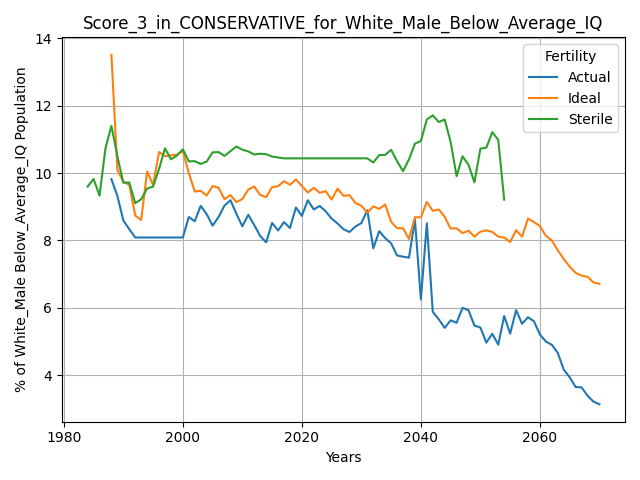 Score_3_in_CONSERVATIVE_for_White_Male_Below_Average_IQ
% of White_Male Below_Average_IQ Population
14
12
10
8
6
4
Fertility
Actual
Ideal
Sterile
1980
2000
2020
2040
2060
Years